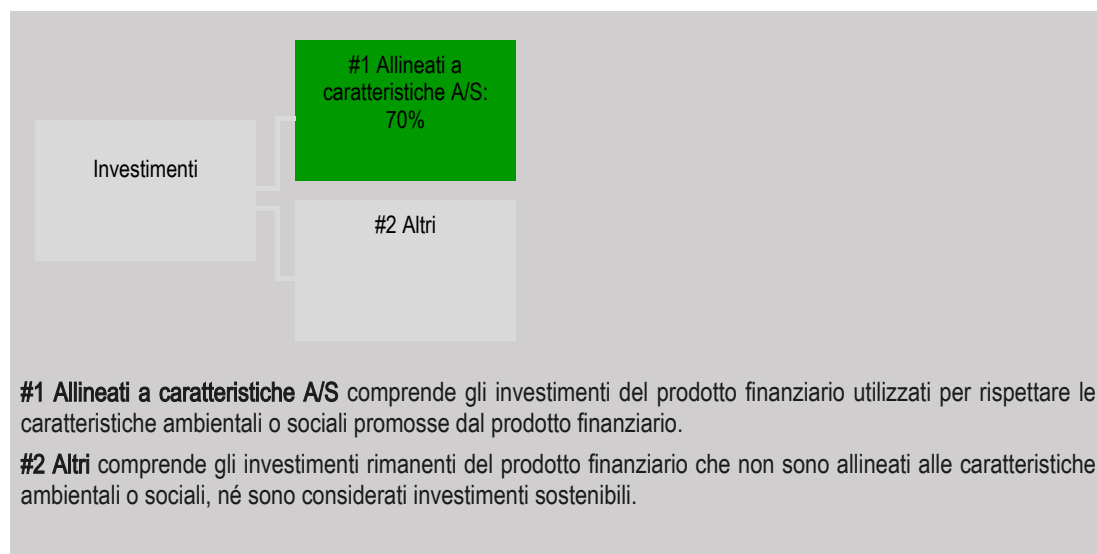 #1 Allineati a
caratteristiche A/S:
70%
Investimenti
#2 Altri
#1 Allineati a caratteristiche A/S comprende gli investimenti del prodotto finanziario utilizzati per rispettare le
caratteristiche ambientali o sociali promosse dal prodotto finanziario.
#2 Altri comprende gli investimenti rimanenti del prodotto finanziario che non sono allineati alle caratteristiche
ambientali o sociali, né sono considerati investimenti sostenibili.